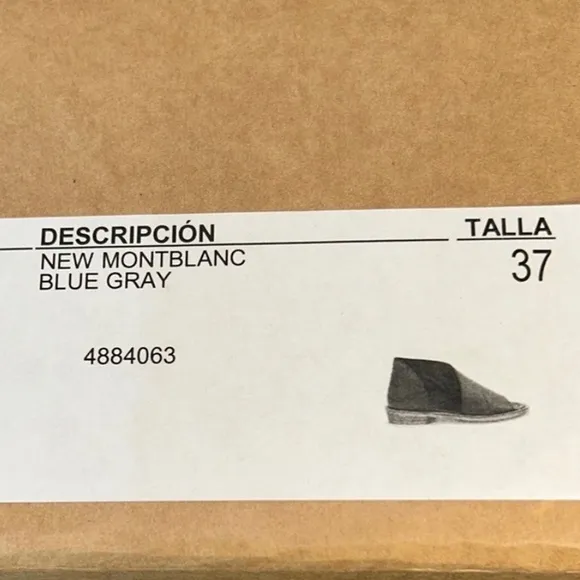 DESCRIPCIÓN
TALLA
NEW MONTBLANC
37
BLUE GRAY
4884063